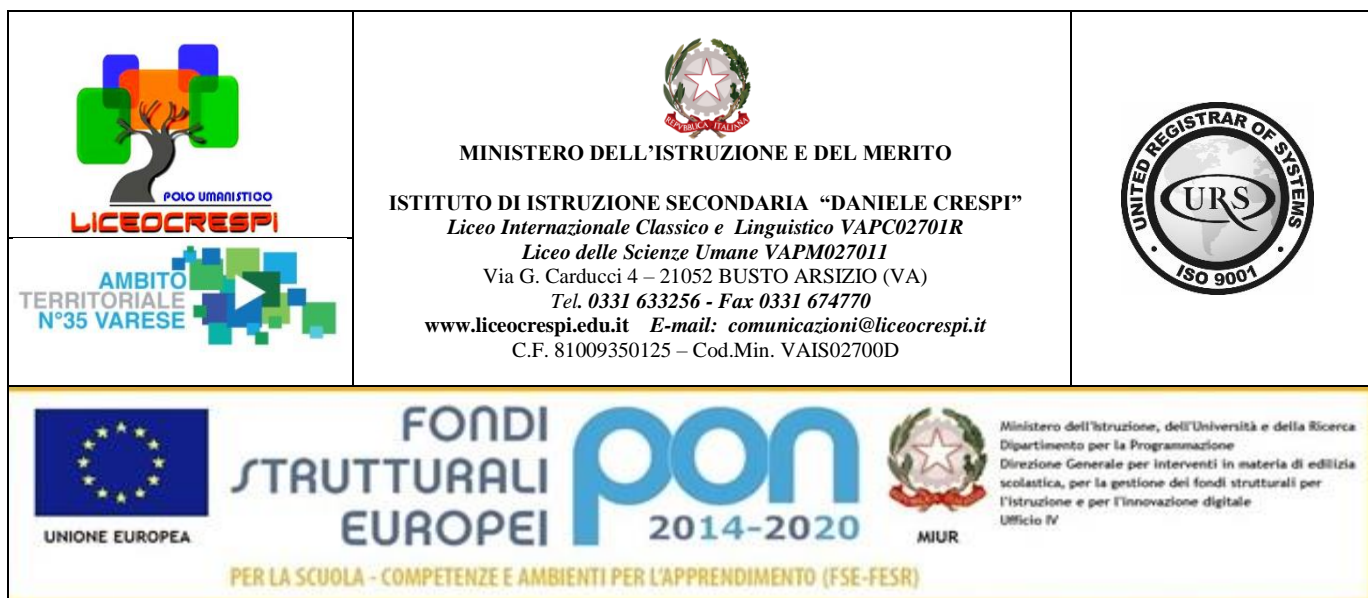 POLO UMANISTICO
LICEOCRESPI
AMBITO
TERRITORIALE
N°35 VARESE
REPVBBLICA ITALIANA
MINISTERO DELL’ISTRUZIONE E DEL MERITO
ISTITUTO DI ISTRUZIONE SECONDARIA “DANIELE CRESPI”
Liceo Internazionale Classico e Linguistico VAPC02701R
Liceo delle Scienze Umane VAPM027011
Via G. Carducci 4 – 21052 BUSTO ARSIZIO (VA)
Tel. 0331 633256 - Fax 0331 674770
www.liceocrespi.edu.it E-mail: comunicazioni@liceocrespi.it
C.F. 81009350125 – Cod.Min. VAIS02700D
UNITED REGISTRAR OF SYSTEMS
URS
ISO 9001
UNIONE EUROPEA
FONDI
STRUTTURALI
EUROPEI
pon
2014-2020
MIUR
Ministero dell'Istruzione, dell'Università e della Ricerca
Dipartimento per la Programmazione
Direzione Generale per interventi in materia di edilizia
scolastica, per la gestione dei fondi strutturali per
l'istruzione e per l'innovazione digitale
Ufficio IV
PER LA SCUOLA - COMPETENZE E AMBIENTI PER L'APPRENDIMENTO (FSE-FESR)